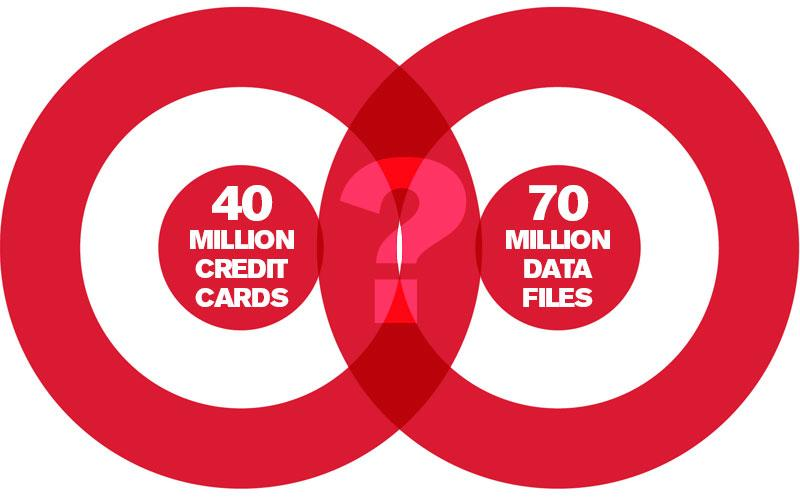 40
MILLION
CREDIT
CARDS
?
70
MILLION
DATA
FILES